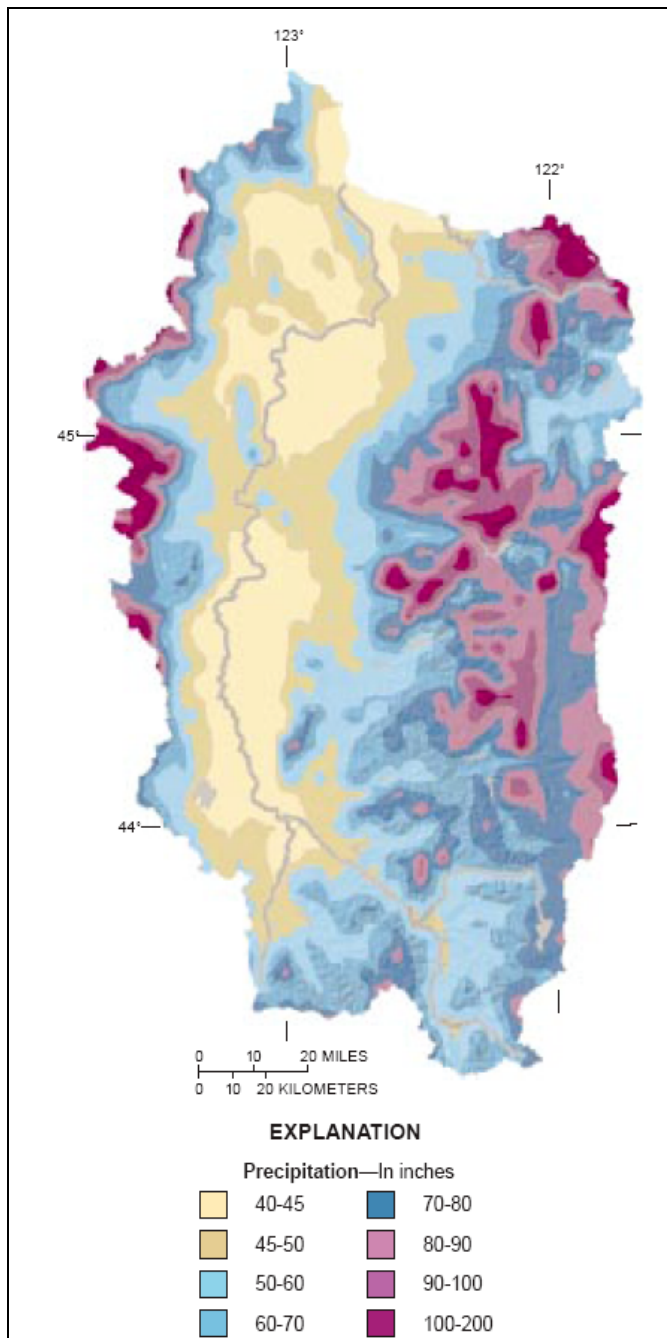 123°
122°
45°
44°
0 10 20 MILES
0 10 20 KILOMETERS
EXPLANATION
Precipitation—In inches
40-45 70-80
45-50 80-90
50-60 90-100
60-70 100-200